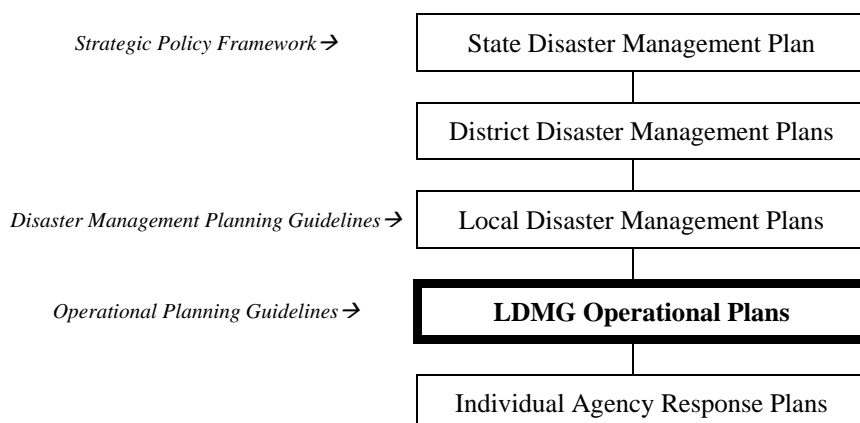 Strategic Policy Framework→ State Disaster Management Plan
District Disaster Management Plans
Disaster Management Planning Guidelines→ Local Disaster Management Plans
Operational Planning Guidelines→ LDMG Operational Plans
Individual Agency Response Plans